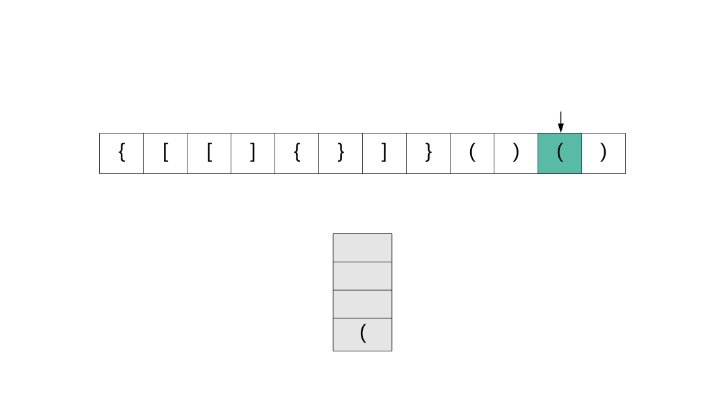 { [ [ ] { } ] } ( ) ( )
(